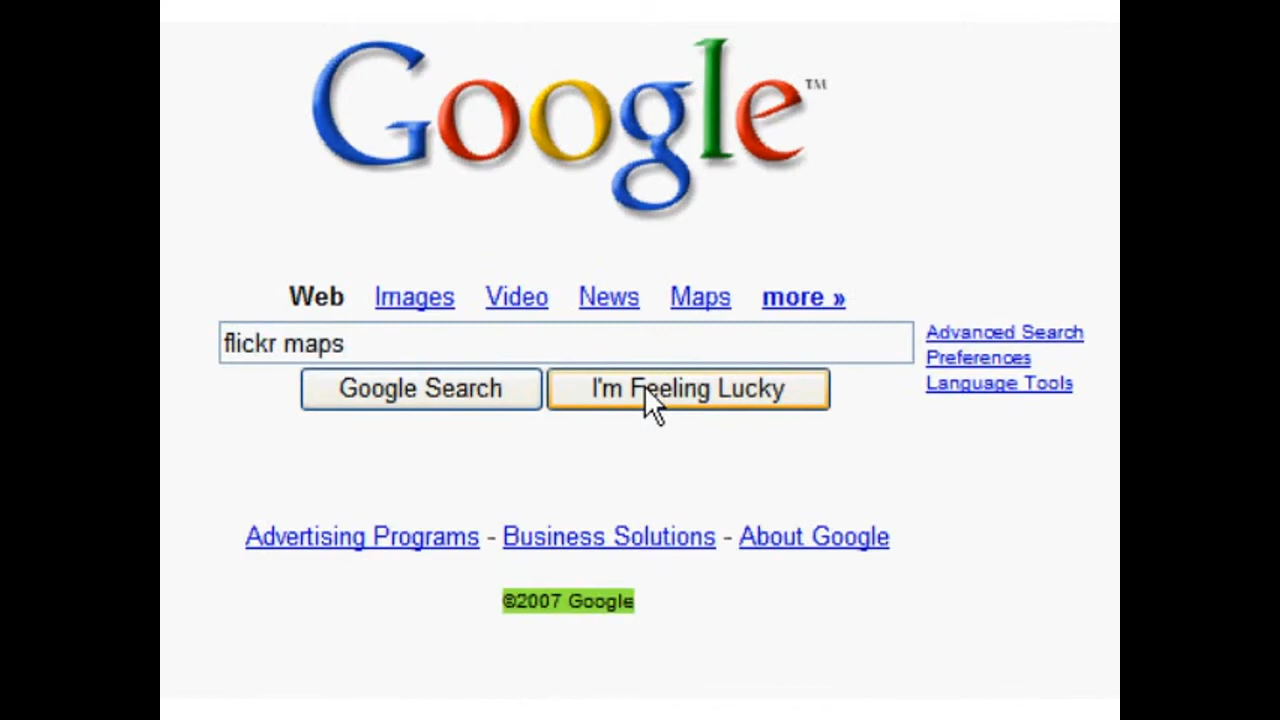 Google™
Web Images Video News Maps more »
flickr maps
Advanced Search
Preferences
Language Tools
Google Search I'm Feeling Lucky
Advertising Programs - Business Solutions - About Google
©2007 Google